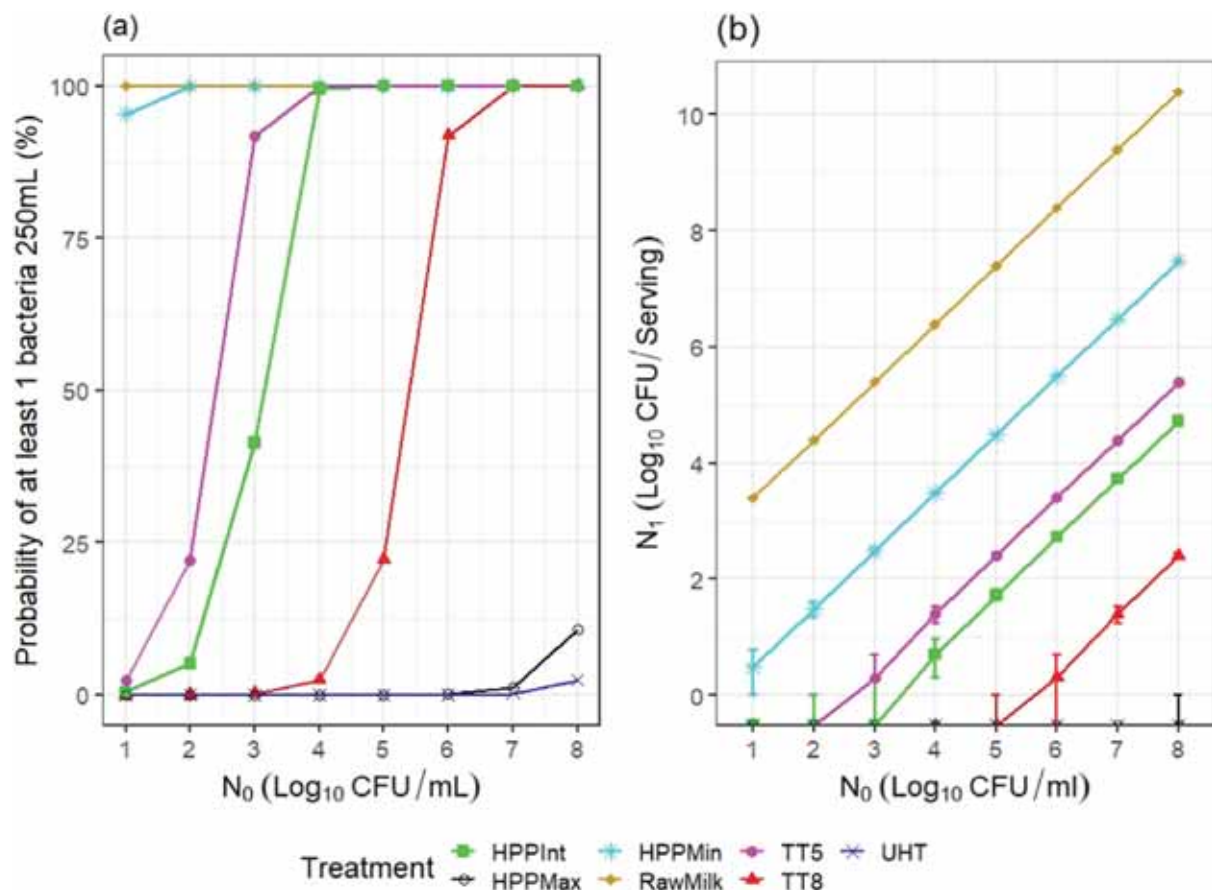 (a)
Probability of at least 1 bacteria 250mL (%)
100
75
50
25
0
1 2 3 4 5 6 7 8
N₀ (Log₁₀ CFU/mL)
(b)
N₁ (Log₁₀ CFU/Serving)
10
8
6
4
2
0
1 2 3 4 5 6 7 8
N₀ (Log₁₀ CFU/ml)
Treatment
HPPInt HPPMin TT5 UHT
HPPMax RawMilk TT8